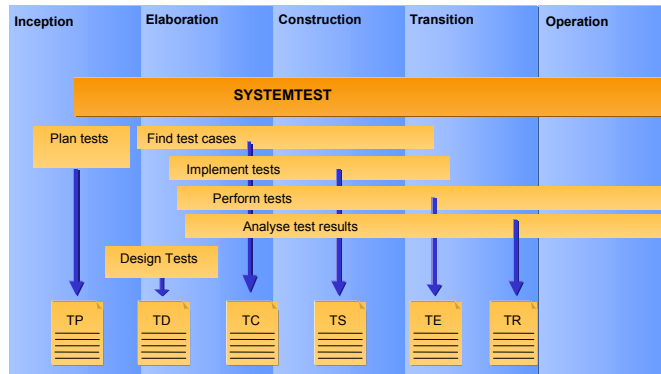 Inception Elaboration Construction Transition Operation
SYSTEMTEST
Plan tests Find test cases
Implement tests
Perform tests
Analyse test results
Design Tests
TP TD TC TS TE TR